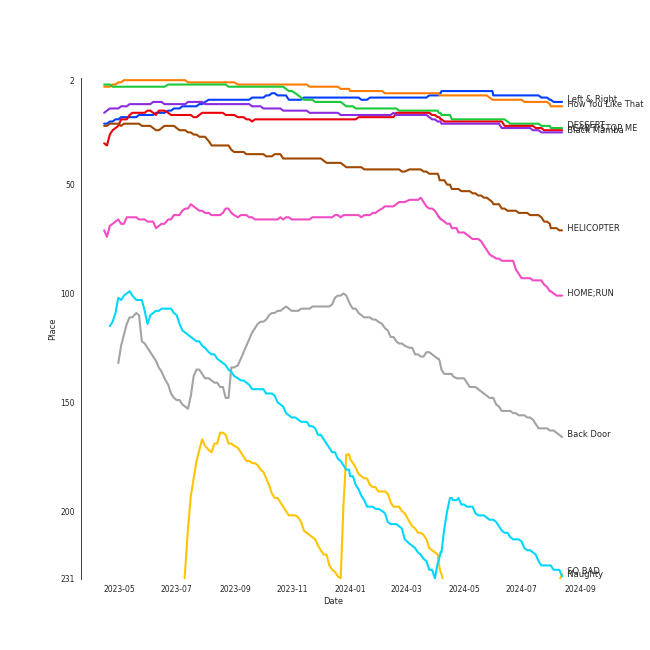 2
50
100
150
200
231
Place
2023-05
2023-07
2023-09
2023-11
2024-01
2024-03
2024-05
2024-07
2024-09
Date
Left & Right
How You Like That
DESSERT
Black Mamba
HELICOPTER
HOME;RUN
Back Door
SO BAD
Naughty